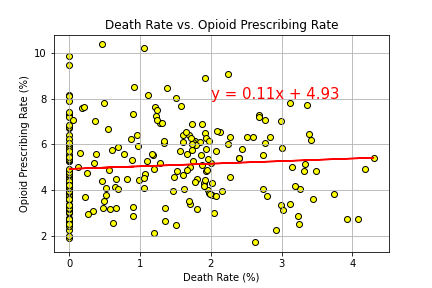 Death Rate vs. Opioid Prescribing Rate
Opioid Prescribing Rate (%)
10
8
6
4
2
y = 0.11x + 4.93
0
1
2
3
4
Death Rate (%)